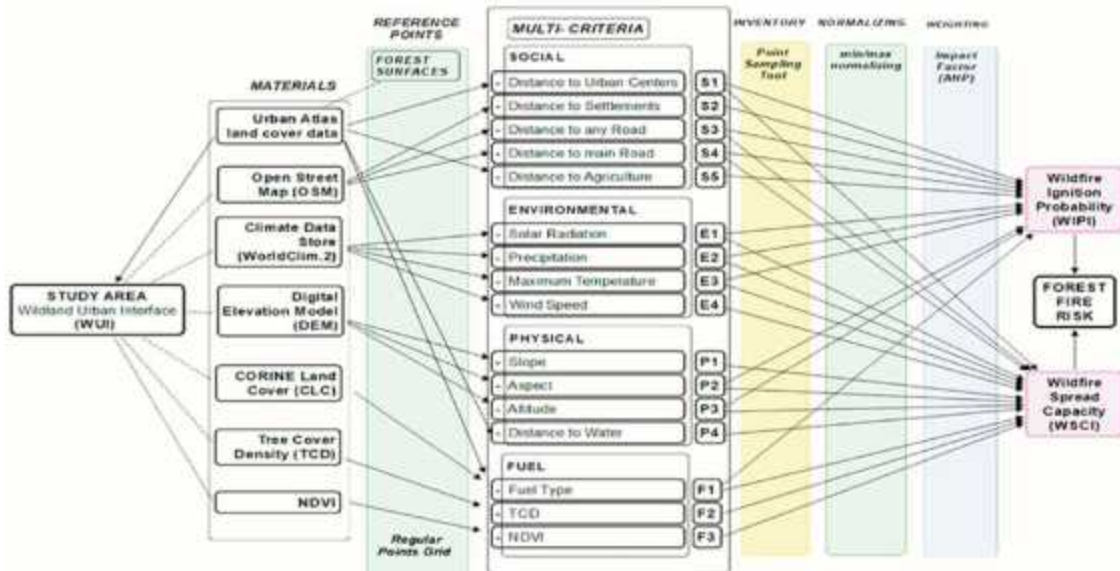 REFERENCE
POINTS
FOREST
SURFACES
Regular
Points Grid
MATERIALS
Urban Atlas
land cover data
Open Street
Map (OSM)
Climate Data
Store
(WorldClim.2)
Digital
Elevation Model
(DEM)
CORINE Land
Cover (CLC)
Tree Cover
Density (TCD)
NDVI
STUDY AREA
Wildland Urban Interface
(WUI)
MULTI- CRITERIA
SOCIAL
- Distance to Urban Centers S1
- Distance to Settlements S2
- Distance to any Road S3
- Distance to main Road S4
- Distance to Agriculture S5
ENVIRONMENTAL
- Solar Radiation E1
- Precipitation E2
- Maximum Temperature E3
- Wind Speed E4
PHYSICAL
- Slope P1
- Aspect P2
- Altitude P3
- Distance to Water P4
FUEL
- Fuel Type F1
- TCD F2
- NDVI F3
INVENTORY
Point
Sampling
Tool
NORMALIZING
min/max
normalizing
WEIGHTING
Impact
Factor
(AHP)
Wildfire
Ignition
Probability
(WIPI)
FOREST
FIRE
RISK
Wildfire
Spread
Capacity
(WSCI)